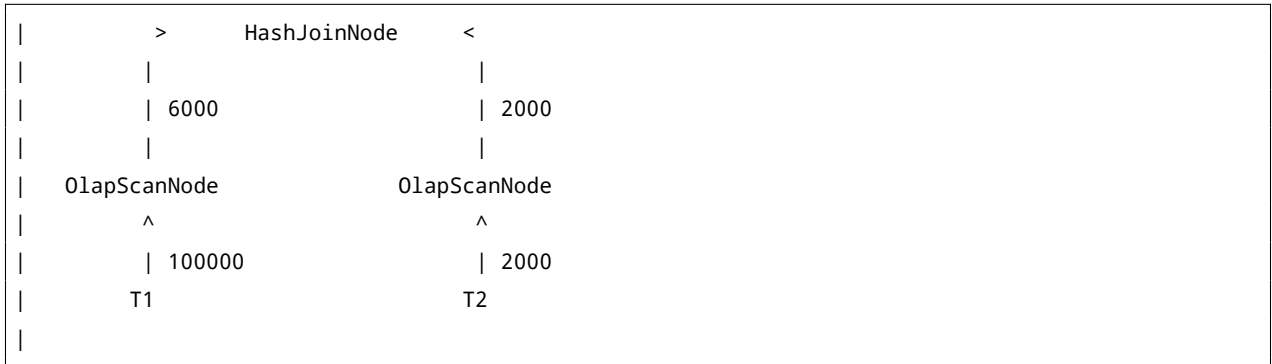 |          >      HashJoinNode     <
|         |                         |
|         | 6000                    | 2000
|         |                         |
|   OlapScanNode              OlapScanNode
|         ^                         ^
|         | 100000                  | 2000
|        T1                        T2
|